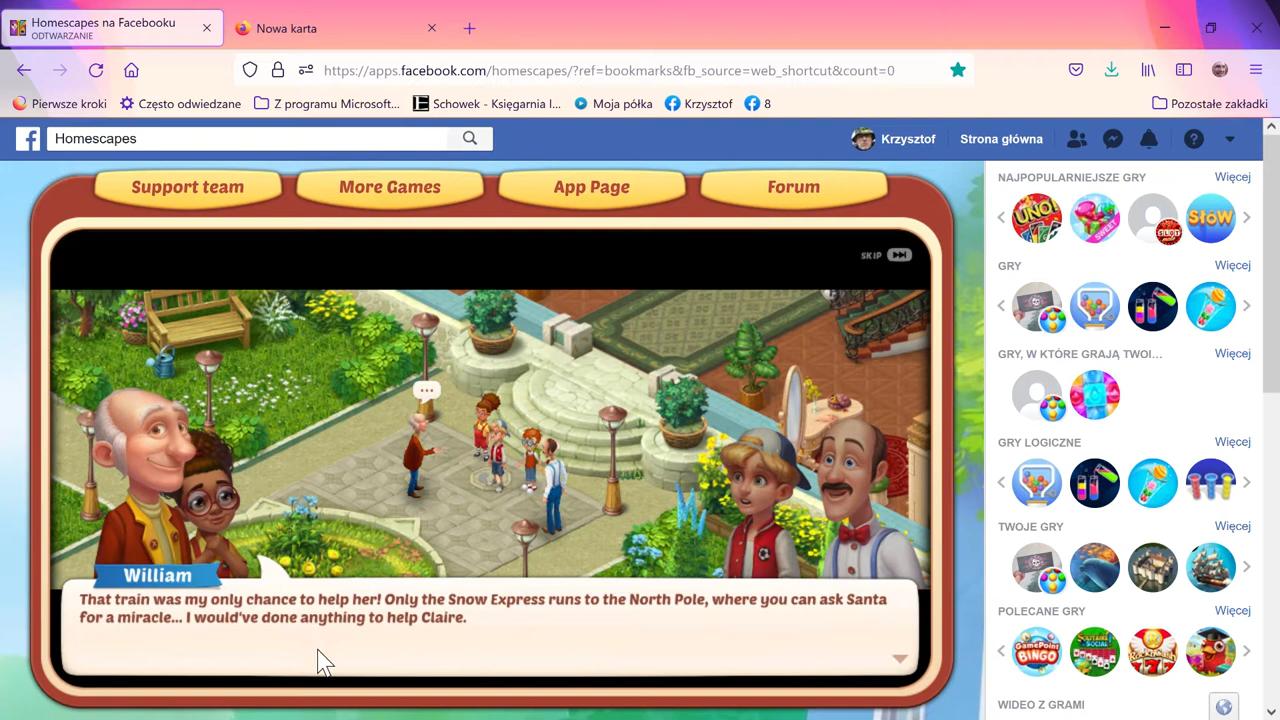 Homescapes na Facebooku
ODTWARZANIE
Nowa karta
https://apps.facebook.com/homescapes/?ref=bookmarks&fb_source=web_shortcut&count=0
Pierwsze kroki
Często odwiedzane
Z programu Microsoft...
Schowek - Księgarnia I...
Moja półka
Krzysztof
8
Pozostałe zakładki
Homescapes
Krzysztof
Strona główna
Support team
More Games
App Page
Forum
SKIP
William
That train was my only chance to help her! Only the Snow Express runs to the North Pole, where you can ask Santa
for a miracle... I would've done anything to help Claire.
NAJPOPULARNIEJSZE GRY
Więcej
UNO!
SWEET
SŁÓW
GRY
Więcej
GRY, W KTÓRE GRAJĄ TWOI...
Więcej
GRY LOGICZNE
Więcej
TWOJE GRY
Więcej
POLECANE GRY
Więcej
GamePoint
BINGO
SOLITAIRE
SOCIAL
777
WIDEO Z GRAMI